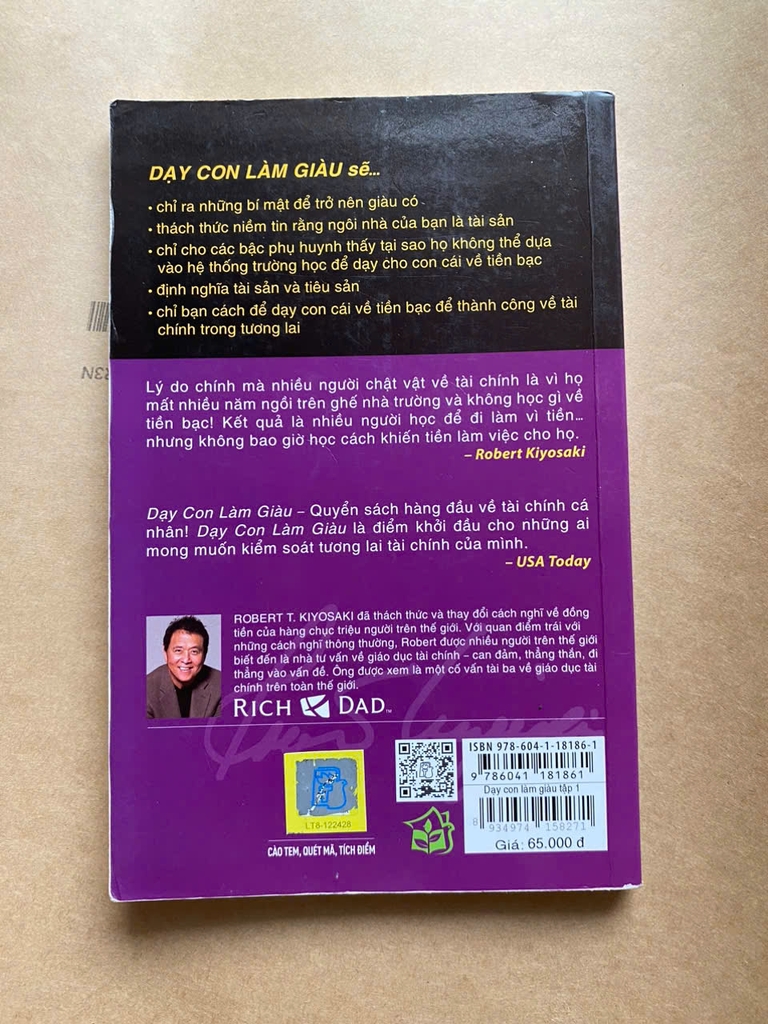 DẠY CON LÀM GIÀU sẽ...
• chỉ ra những bí mật để trở nên giàu có
• thách thức niềm tin rằng ngôi nhà của bạn là tài sản
• chỉ cho các bậc phụ huynh thấy tại sao họ không thể dựa
vào hệ thống trường học để dạy cho con cái về tiền bạc
• định nghĩa tài sản và tiêu sản
• chỉ bạn cách để dạy con cái về tiền bạc để thành công về tài
chính trong tương lai
Lý do chính mà nhiều người chật vật về tài chính là vì họ
mất nhiều năm ngồi trên ghế nhà trường và không học gì về
tiền bạc! Kết quả là nhiều người học để đi làm vì tiền...
nhưng không bao giờ học cách khiến tiền làm việc cho họ.
– Robert Kiyosaki
Dạy Con Làm Giàu – Quyển sách hàng đầu về tài chính cá
nhân! Dạy Con Làm Giàu là điểm khởi đầu cho những ai
mong muốn kiểm soát tương lai tài chính của mình.
– USA Today
ROBERT T. KIYOSAKI đã thách thức và thay đổi cách nghĩ về đồng
tiền của hàng chục triệu người trên thế giới. Với quan điểm trái với
những cách nghĩ thông thường, Robert được nhiều người trên thế giới
biết đến là nhà tư vấn về giáo dục tài chính – can đảm, thẳng thắn, đi
thẳng vào vấn đề. Ông được xem là một cố vấn tài ba về giáo dục tài
chính trên toàn thế giới.
RICH DAD™
ISBN 978-604-1-18186-1
9 786041 181861
Dạy con làm giàu tập 1
8 934974 158271
Giá: 65.000 đ
LT8-122428
CÀO TEM, QUÉT MÃ, TÍCH ĐIỂM